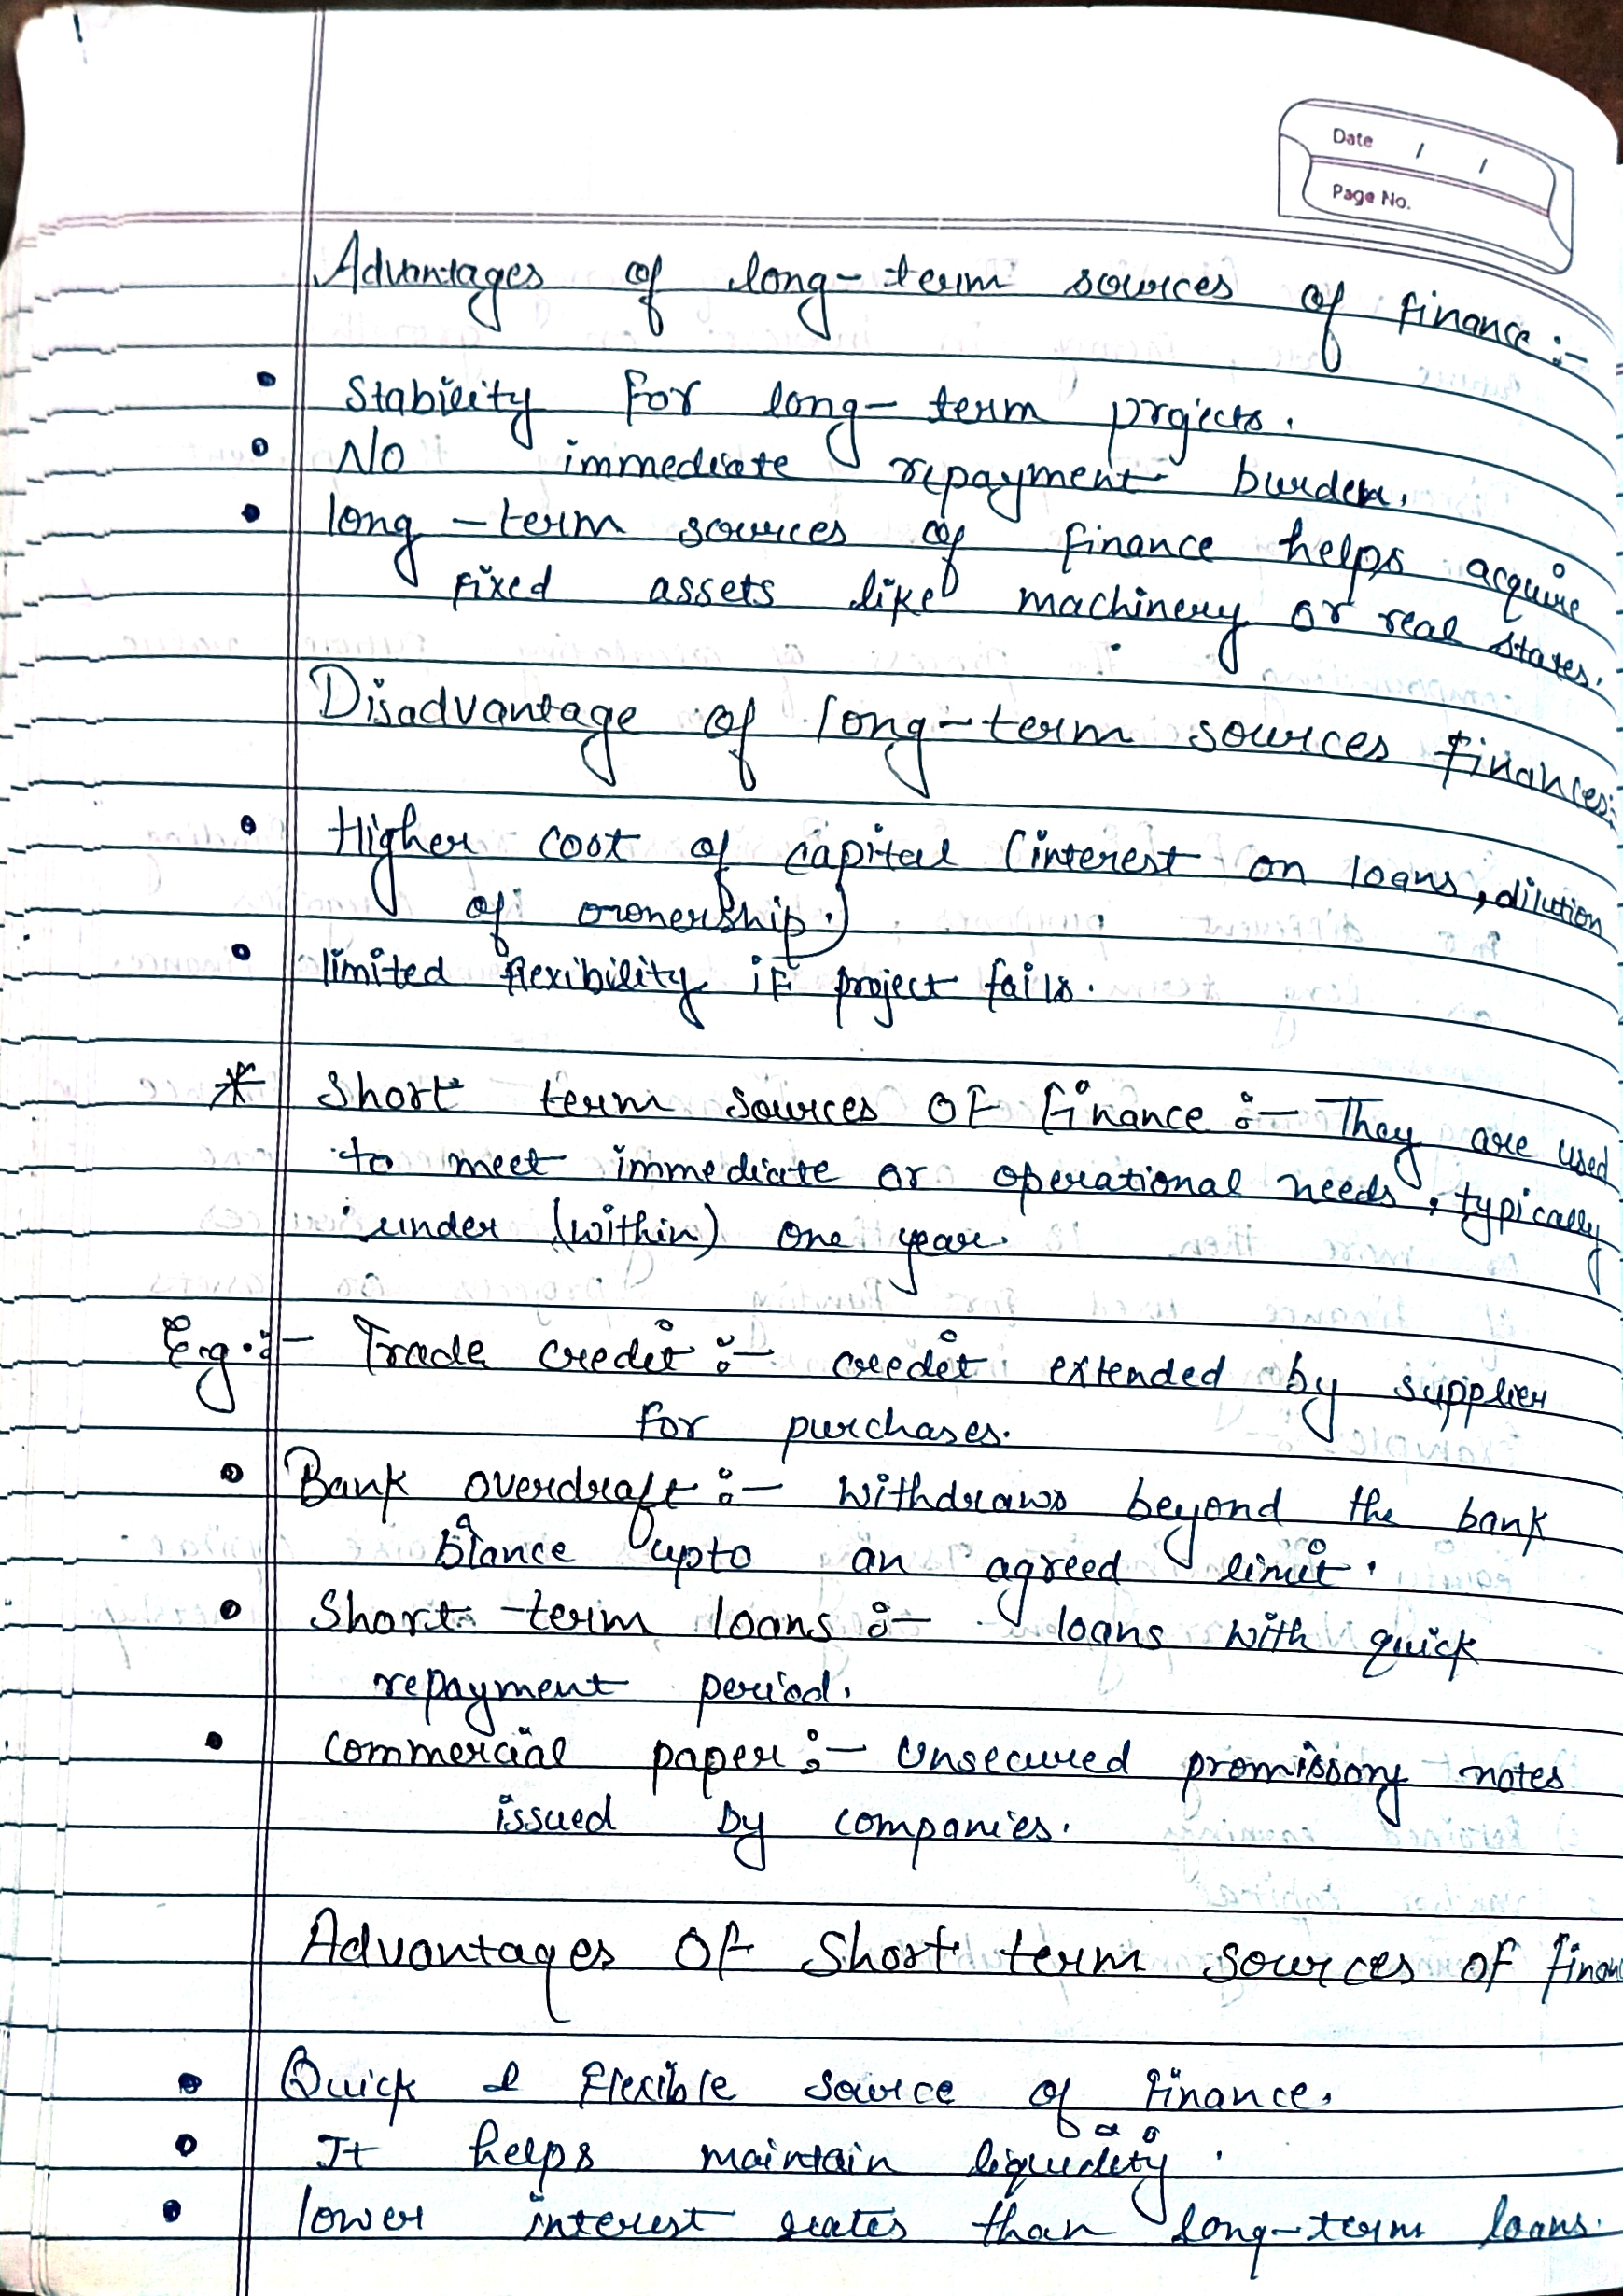 Date / /
Page No.
Advantages of long-term sources of finance :-
• Stability for long-term projects.
• No immediate repayment burden.
• long-term sources of finance helps acquire
fixed assets like machinery or real states.
Disadvantage of long-term sources finances:
• Higher cost of capital (interest on loans, dilution
of ownership.)
• limited flexibility if project fails.
* Short term sources of finance :- They are used
to meet immediate or operational needs, typically
under (within) one year.
E.g :- Trade credit :- credit extended by supplier
for purchases.
• Bank overdraft :- withdraws beyond the bank
blance upto an agreed limit.
• Short-term loans :- loans with quick
repayment period.
• commercial paper :- Unsecured promissory notes
issued by companies.
Advantages of Short term sources of finan
• Quick & flexible source of finance.
• It helps maintain liquidity.
• lower interest rates than long-term loans.